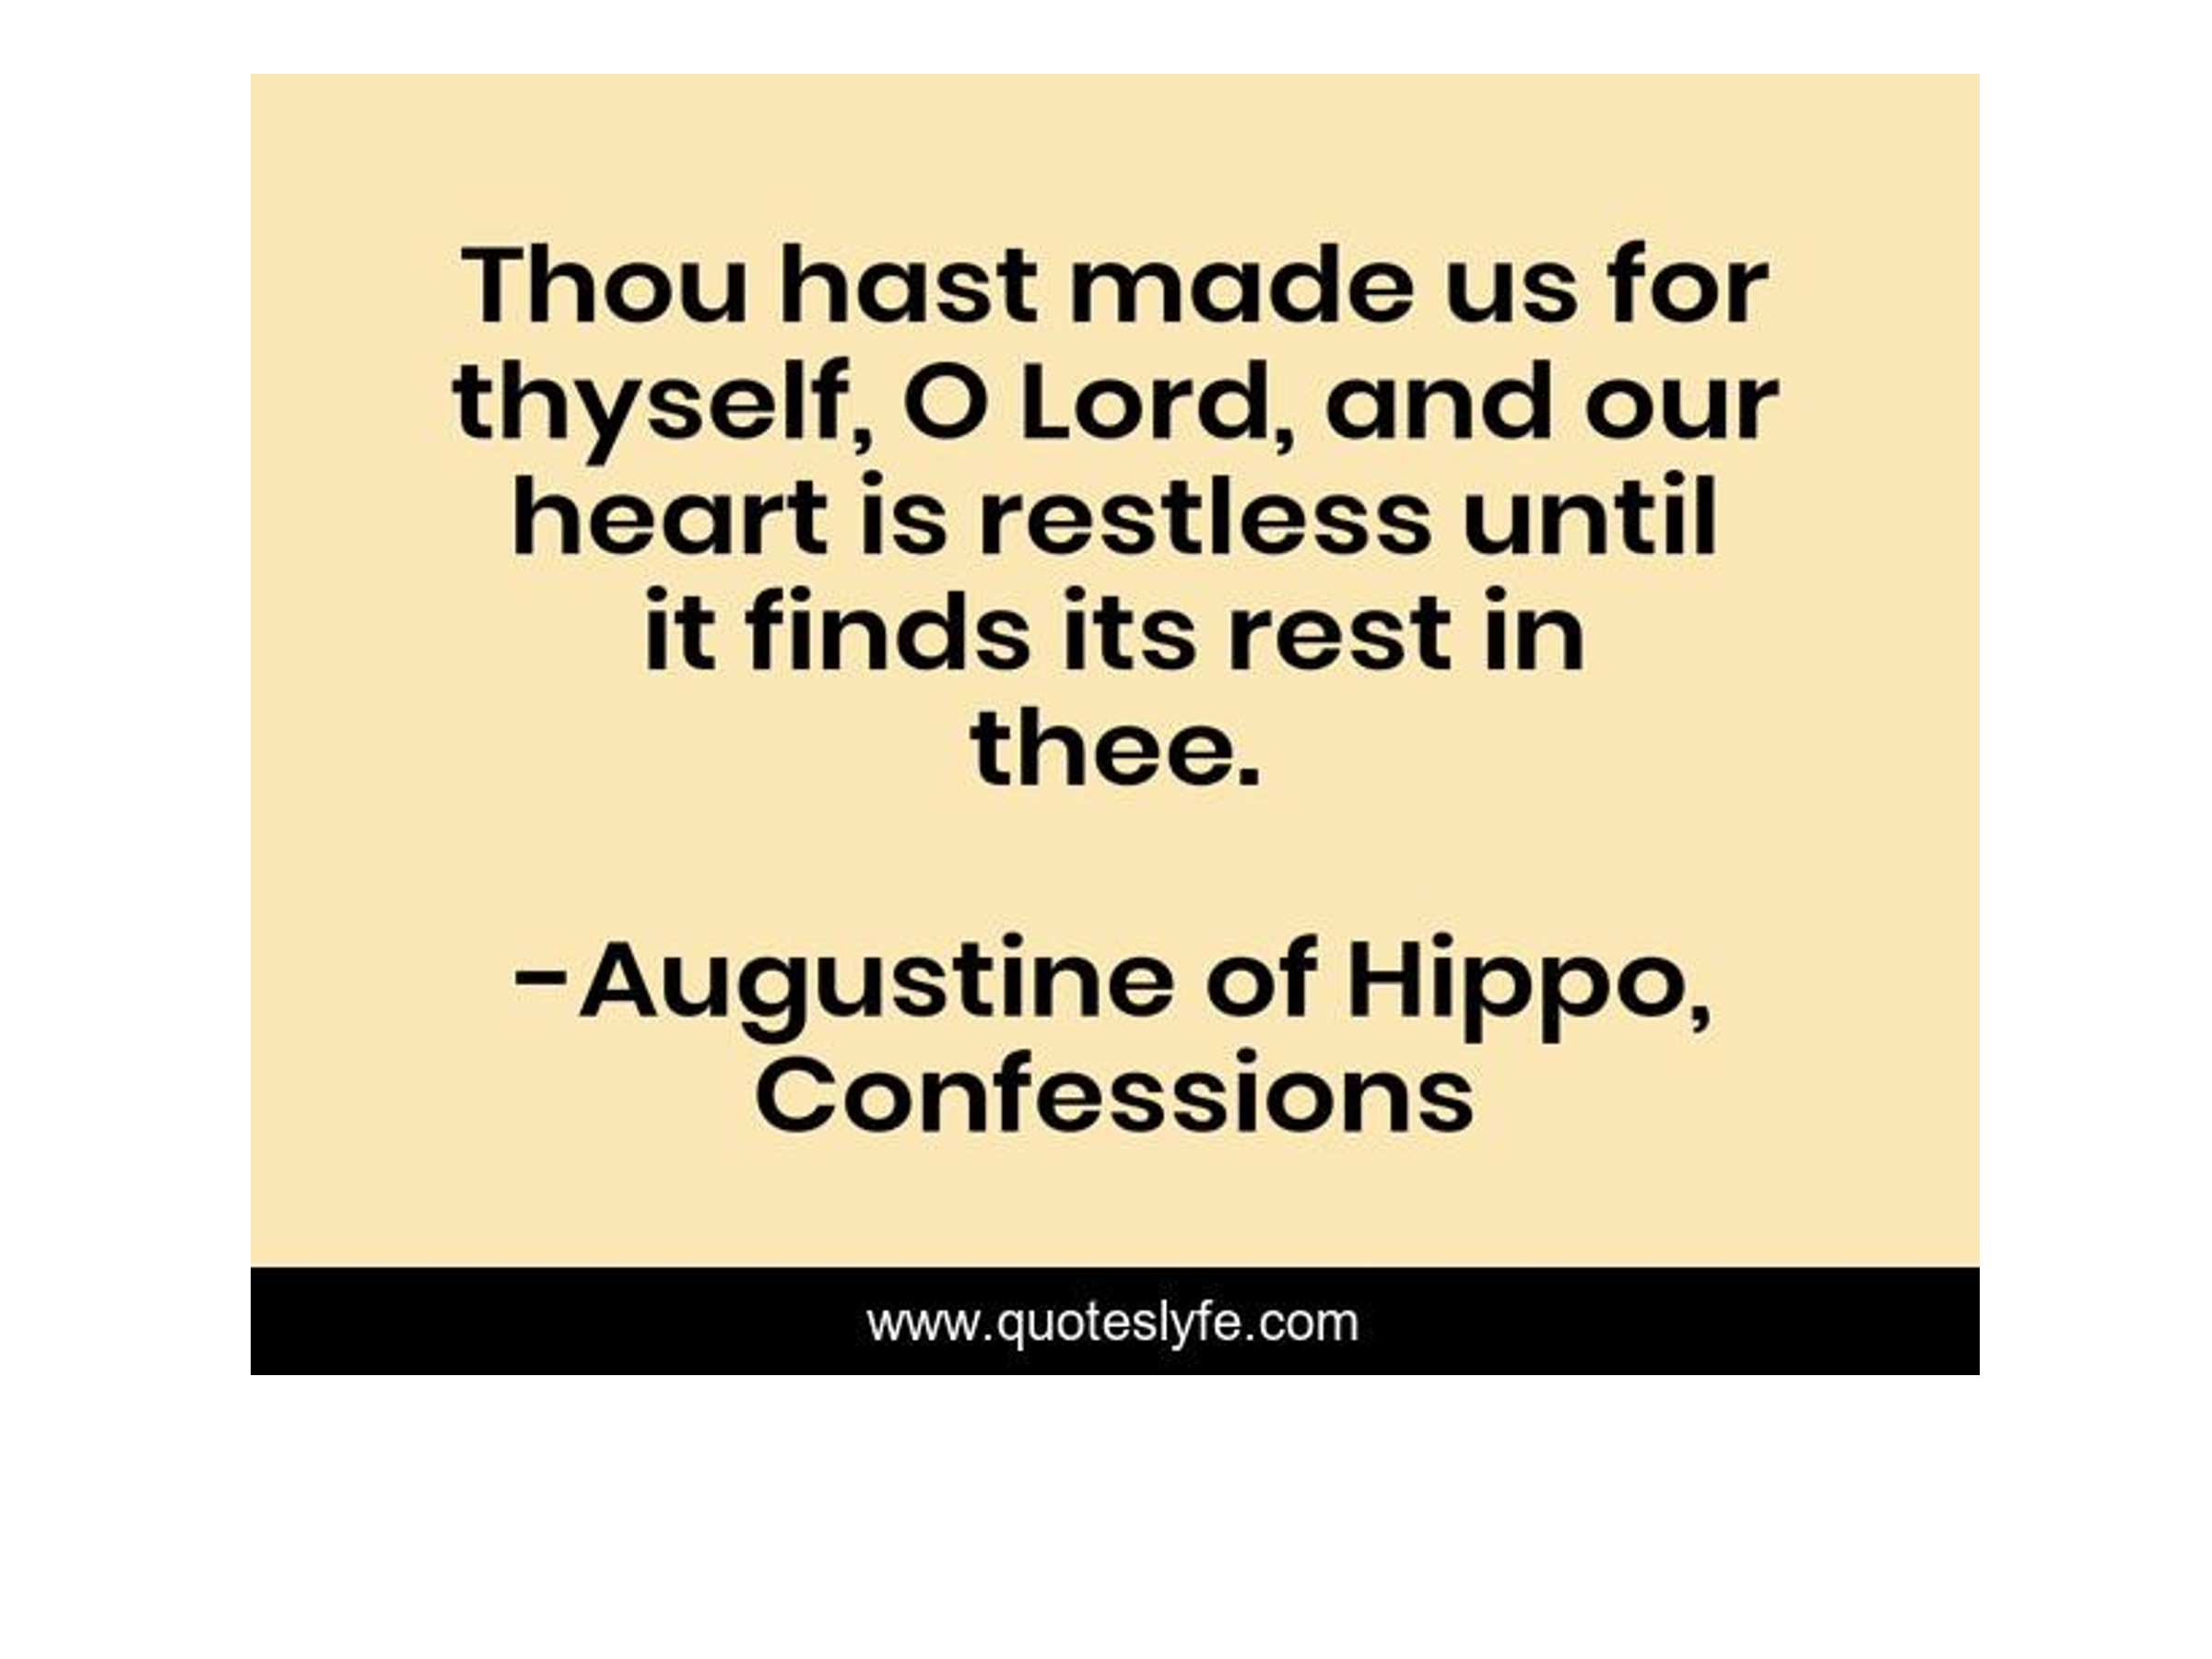 Thou hast made us for
thyself, O Lord, and our
heart is restless until
it finds its rest in
thee.
-Augustine of Hippo,
Confessions
www.quoteslyfe.com